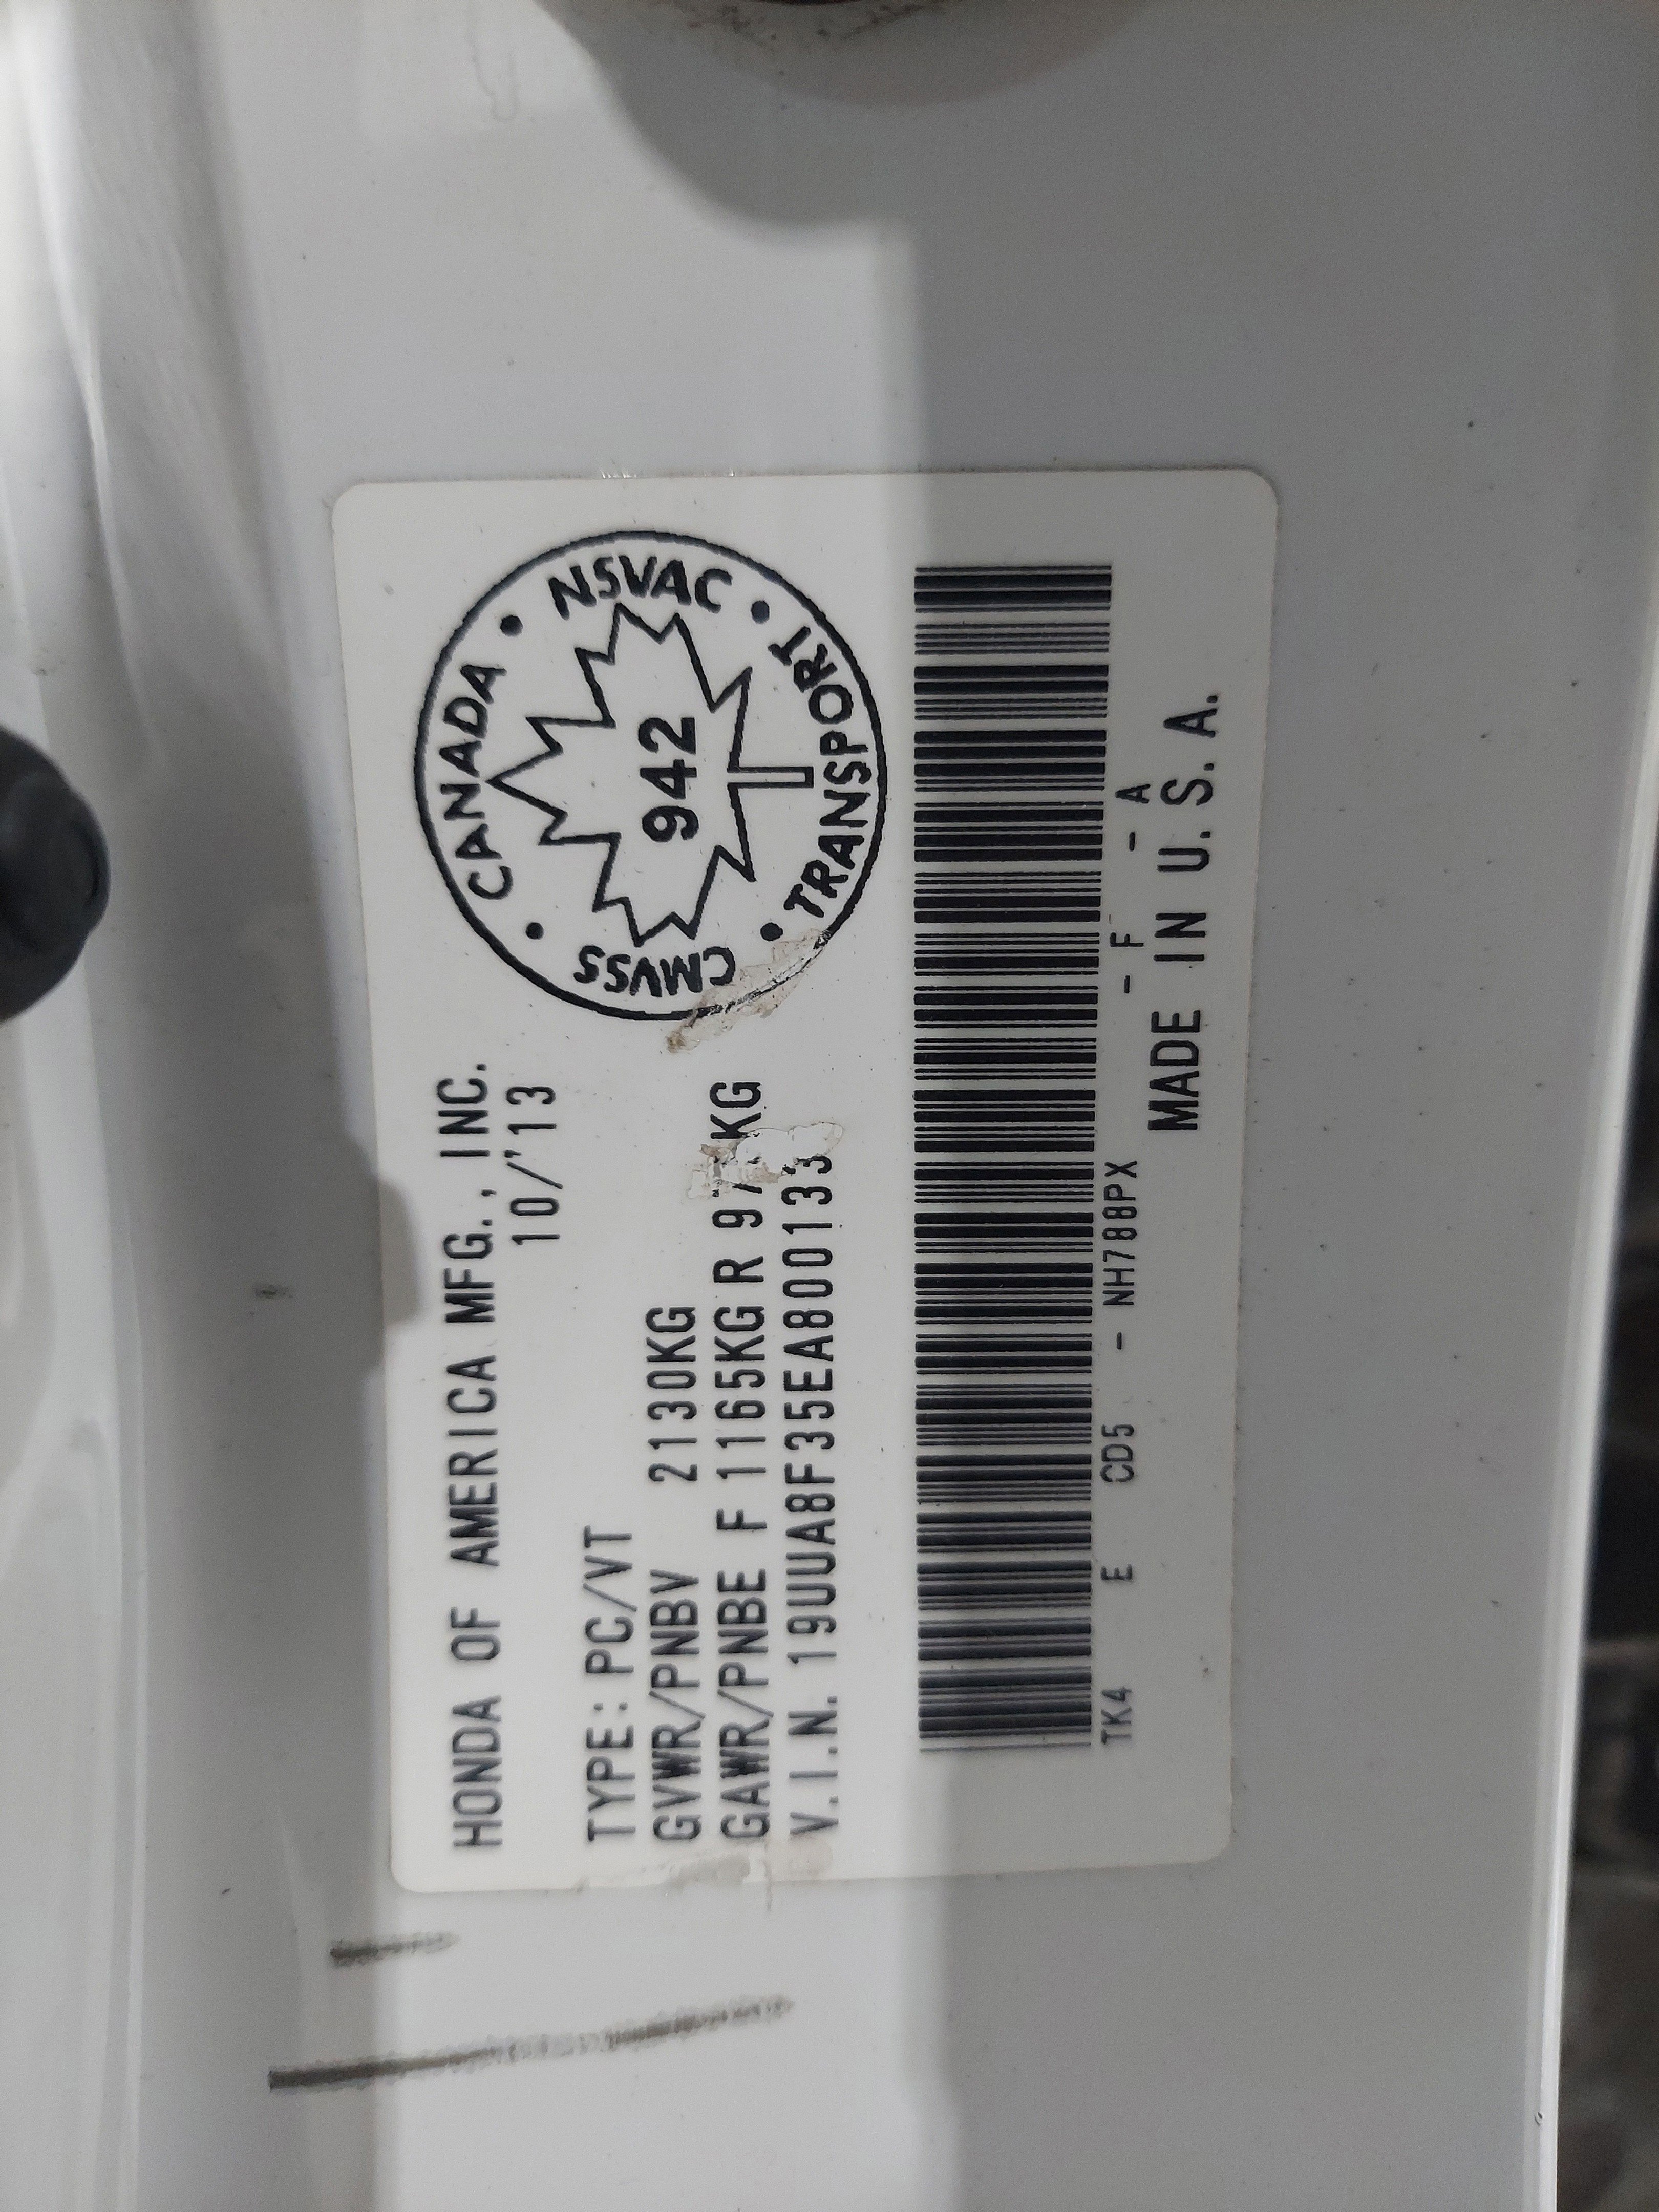 HONDA OF AMERICA MFG., INC.
10/'13
TYPE: PC/VT
GVWR/PNBV 2130KG
GAWR/PNBE F 1165KG R
V.I.N. 19UUA8F35EA800133
CANADA • NSVAC • TRANSPORT • CMVSS •
942
TK4 E CD5 - NH788PX - F - A
MADE IN U.S.A.